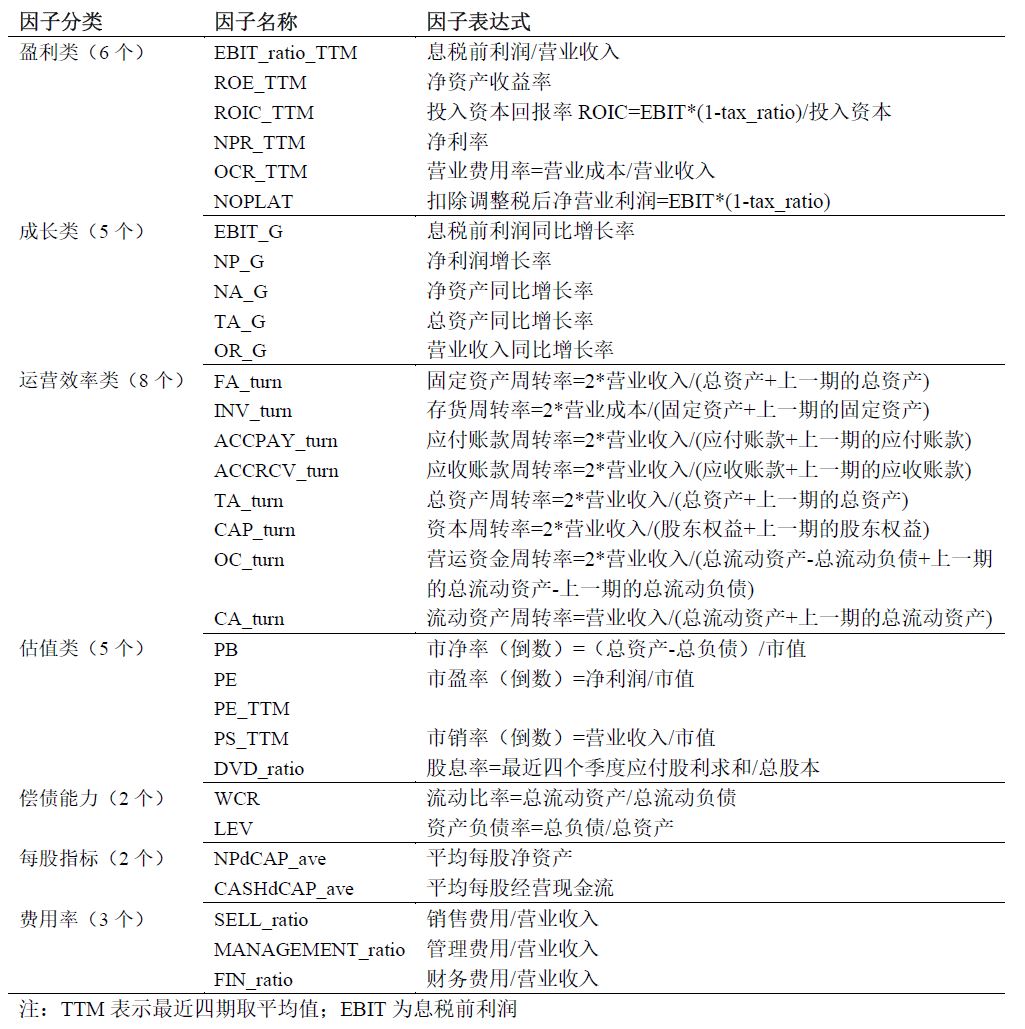 因子分类 因子名称 因子表达式
盈利类（6 个） EBIT_ratio_TTM 息税前利润/营业收入
ROE_TTM 净资产收益率
ROIC_TTM 投入资本回报率 ROIC=EBIT*(1-tax_ratio)/投入资本
NPR_TTM 净利率
OCR_TTM 营业费用率=营业成本/营业收入
NOPLAT 扣除调整税后净营业利润=EBIT*(1-tax_ratio)
成长类（5 个） EBIT_G 息税前利润同比增长率
NP_G 净利润增长率
NA_G 净资产同比增长率
TA_G 总资产同比增长率
OR_G 营业收入同比增长率
运营效率类（8 个） FA_turn 固定资产周转率=2*营业收入/(总资产+上一期的总资产)
INV_turn 存货周转率=2*营业成本/(固定资产+上一期的固定资产)
ACCPAY_turn 应付账款周转率=2*营业收入/(应付账款+上一期的应付账款)
ACCRCV_turn 应收账款周转率=2*营业收入/(应收账款+上一期的应收账款)
TA_turn 总资产周转率=2*营业收入/(总资产+上一期的总资产)
CAP_turn 资本周转率=2*营业收入/(股东权益+上一期的股东权益)
OC_turn 营运资金周转率=2*营业收入/(总流动资产-总流动负债+上一期
的总流动资产-上一期的总流动负债)
CA_turn 流动资产周转率=营业收入/(总流动资产+上一期的总流动资产)
估值类（5 个） PB 市净率（倒数）=（总资产-总负债）/市值
PE 市盈率（倒数）=净利润/市值
PE_TTM
PS_TTM 市销率（倒数）=营业收入/市值
DVD_ratio 股息率=最近四个季度应付股利求和/总股本
偿债能力（2 个） WCR 流动比率=总流动资产/总流动负债
LEV 资产负债率=总负债/总资产
每股指标（2 个） NPdCAP_ave 平均每股净资产
CASHdCAP_ave 平均每股经营现金流
费用率（3 个） SELL_ratio 销售费用/营业收入
MANAGEMENT_ratio 管理费用/营业收入
FIN_ratio 财务费用/营业收入
注：TTM 表示最近四期取平均值；EBIT 为息税前利润